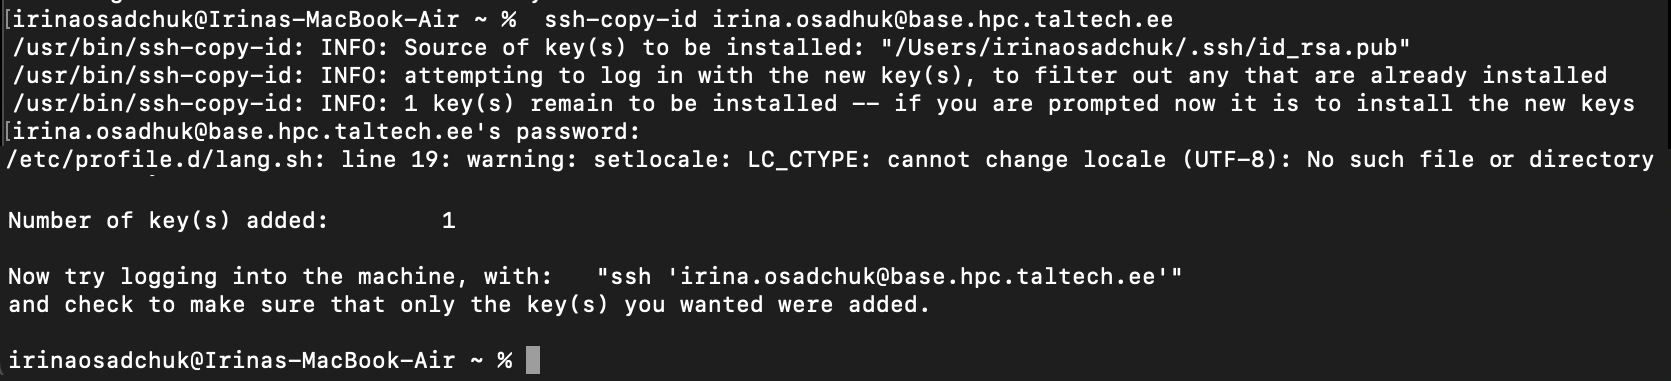 [irinaosadchuk@Irinas-MacBook-Air ~ %  ssh-copy-id irina.osadhuk@base.hpc.taltech.ee
/usr/bin/ssh-copy-id: INFO: Source of key(s) to be installed: "/Users/irinaosadchuk/.ssh/id_rsa.pub"
/usr/bin/ssh-copy-id: INFO: attempting to log in with the new key(s), to filter out any that are already installed
/usr/bin/ssh-copy-id: INFO: 1 key(s) remain to be installed -- if you are prompted now it is to install the new keys
[irina.osadhuk@base.hpc.taltech.ee's password:
/etc/profile.d/lang.sh: line 19: warning: setlocale: LC_CTYPE: cannot change locale (UTF-8): No such file or directory
Number of key(s) added:        1
Now try logging into the machine, with:   "ssh 'irina.osadchuk@base.hpc.taltech.ee'"
and check to make sure that only the key(s) you wanted were added.
irinaosadchuk@Irinas-MacBook-Air ~ %